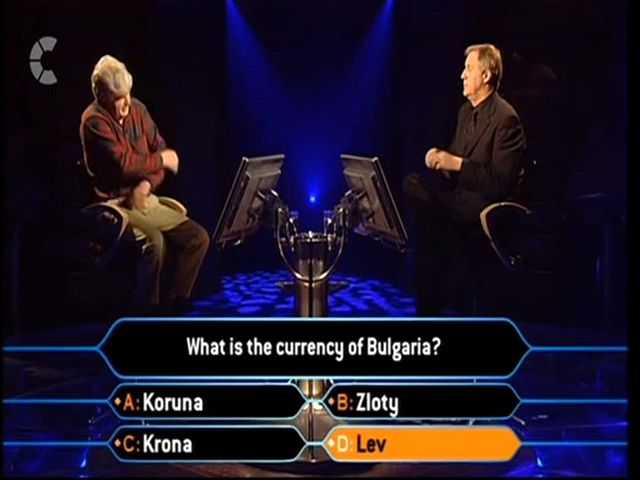 What is the currency of Bulgaria?
A: Koruna
B: Zloty
C: Krona
D: Lev